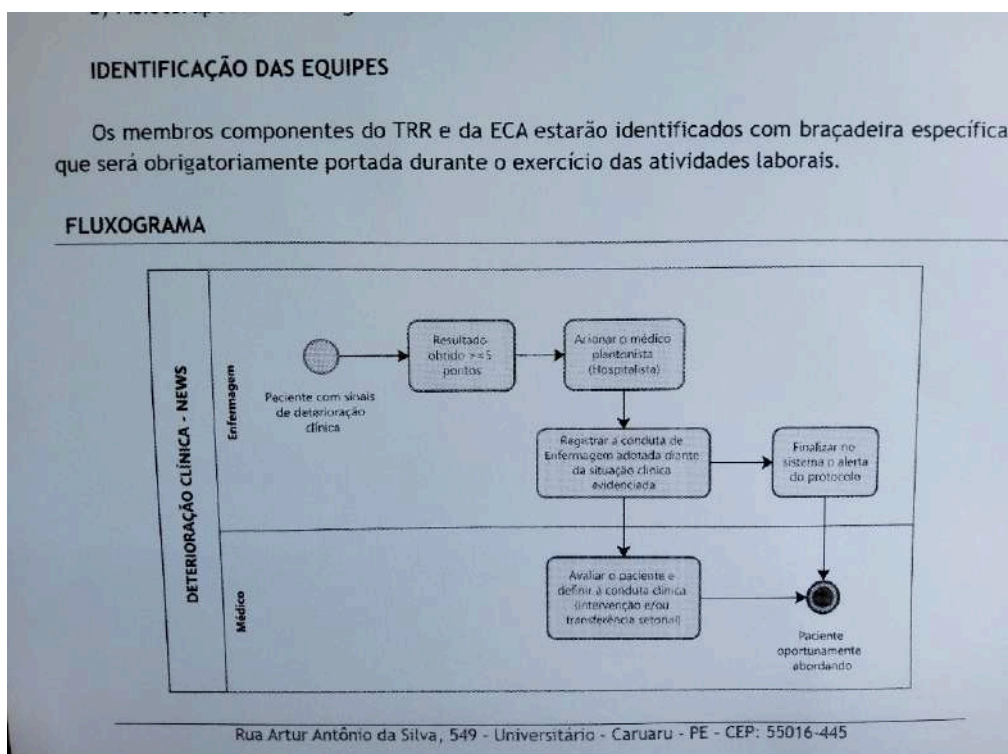 IDENTIFICAÇÃO DAS EQUIPES
Os membros componentes do TRR e da ECA estarão identificados com braçadeira específica
que será obrigatoriamente portada durante o exercício das atividades laborais.
FLUXOGRAMA
DETERIORAÇÃO CLÍNICA - NEWS
Enfermagem
Paciente com sinais
de deterioração
clínica
Resultado
obtido >=5
pontos
Acionar o médico
plantonista
(Hospitalista)
Registrar a conduta de
Enfermagem adotada diante
da situação clínica
evidenciada
Finalizar no
sistema o alerta
do protocolo
Médico
Avaliar o paciente e
definir a conduta clínica
(intervenção e/ou
transferência setorial)
Paciente
oportunamente
abordando
Rua Artur Antônio da Silva, 549 - Universitário - Caruaru - PE - CEP: 55016-445